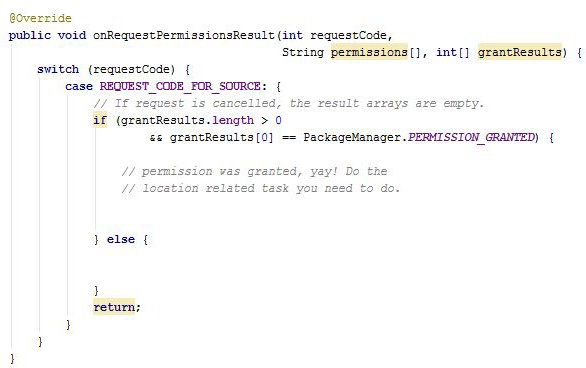 @Override
public void onRequestPermissionsResult(int requestCode,
String permissions[], int[] grantResults) {
switch (requestCode) {
case REQUEST_CODE_FOR_SOURCE: {
// If request is cancelled, the result arrays are empty.
if (grantResults.length > 0
&& grantResults[0] == PackageManager.PERMISSION_GRANTED) {
// permission was granted, yay! Do the
// location related task you need to do.
} else {
}
return;
}
}
}